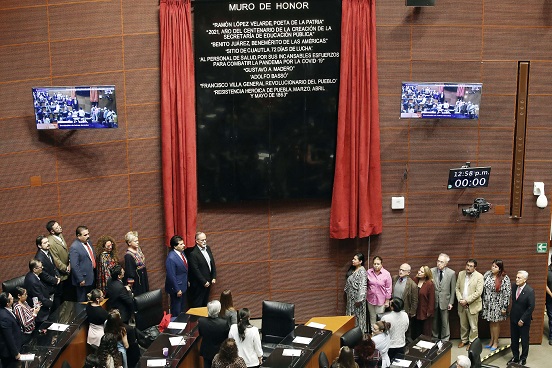 MURO DE HONOR
"RAMÓN LÓPEZ VELARDE, POETA DE LA PATRIA"
"2021, AÑO DEL CENTENARIO DE LA CREACIÓN DE LA
SECRETARÍA DE EDUCACIÓN PÚBLICA"
"BENITO JUÁREZ, BENEMÉRITO DE LAS AMÉRICAS"
"SITIO DE CUAUTLA, 72 DÍAS DE LUCHA"
"AL PERSONAL DE SALUD, POR SUS INCANSABLES ESFUERZOS
PARA COMBATIR LA PANDEMIA POR LA COVID-19"
"GUSTAVO A. MADERO"
"ADOLFO BASSÓ"
"FRANCISCO VILLA GENERAL REVOLUCIONARIO DEL PUEBLO"
"RESISTENCIA HEROICA DE PUEBLA, MARZO, ABRIL
Y MAYO DE 1863"
12:58 p.m.
00:00